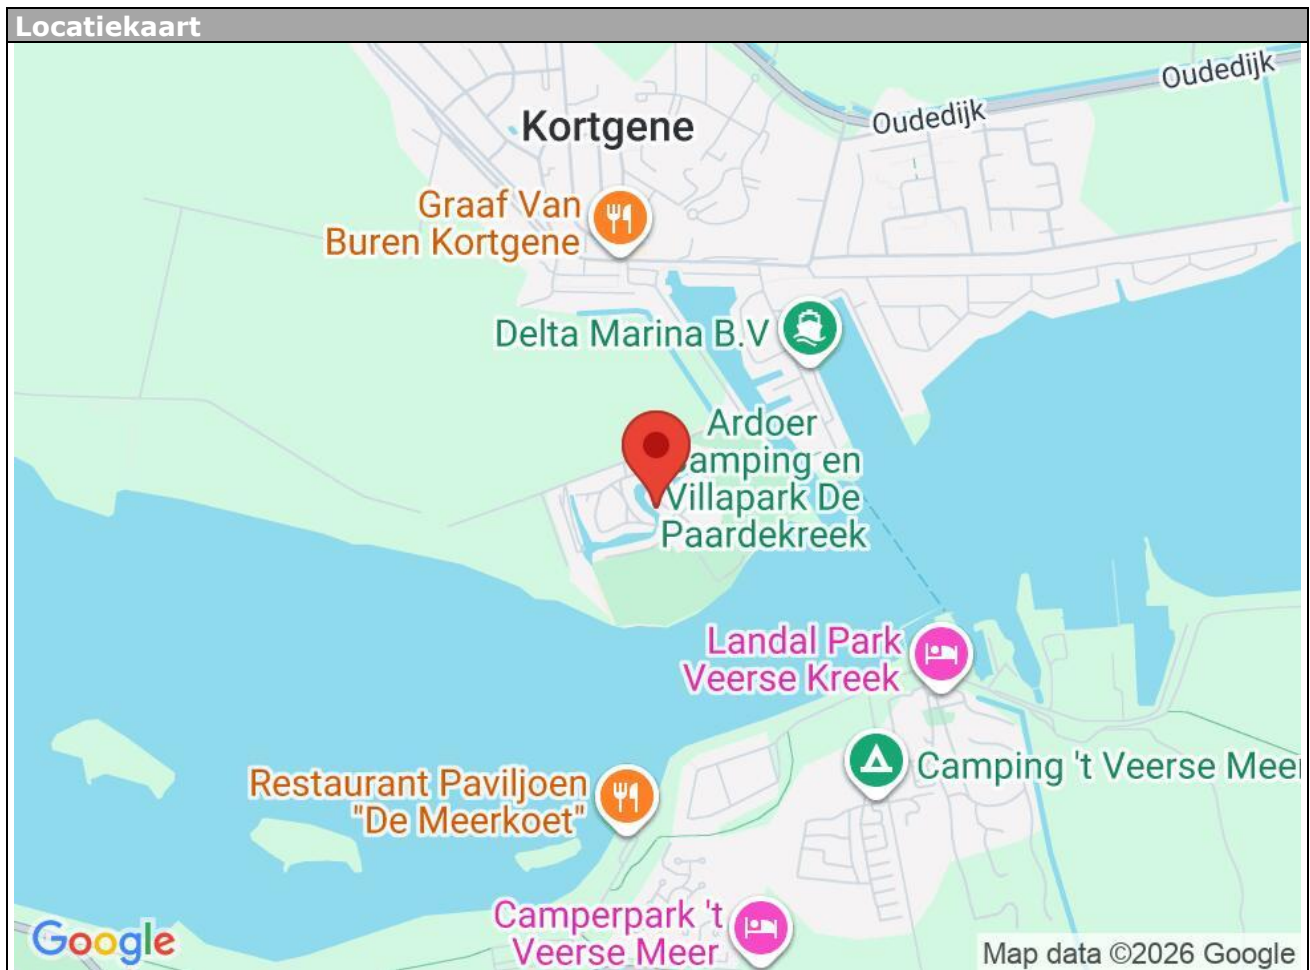 Locatiekaart
Oudedijk
Oudedijk
Kortgene
Graaf Van
Buren Kortgene
Delta Marina B.V
Ardoer
Camping en
Villapark De
Paardekreek
Landal Park
Veerse Kreek
Camping 't Veerse Meer
Restaurant Paviljoen
"De Meerkoet"
Camperpark 't
Veerse Meer
Google
Map data ©2026 Google